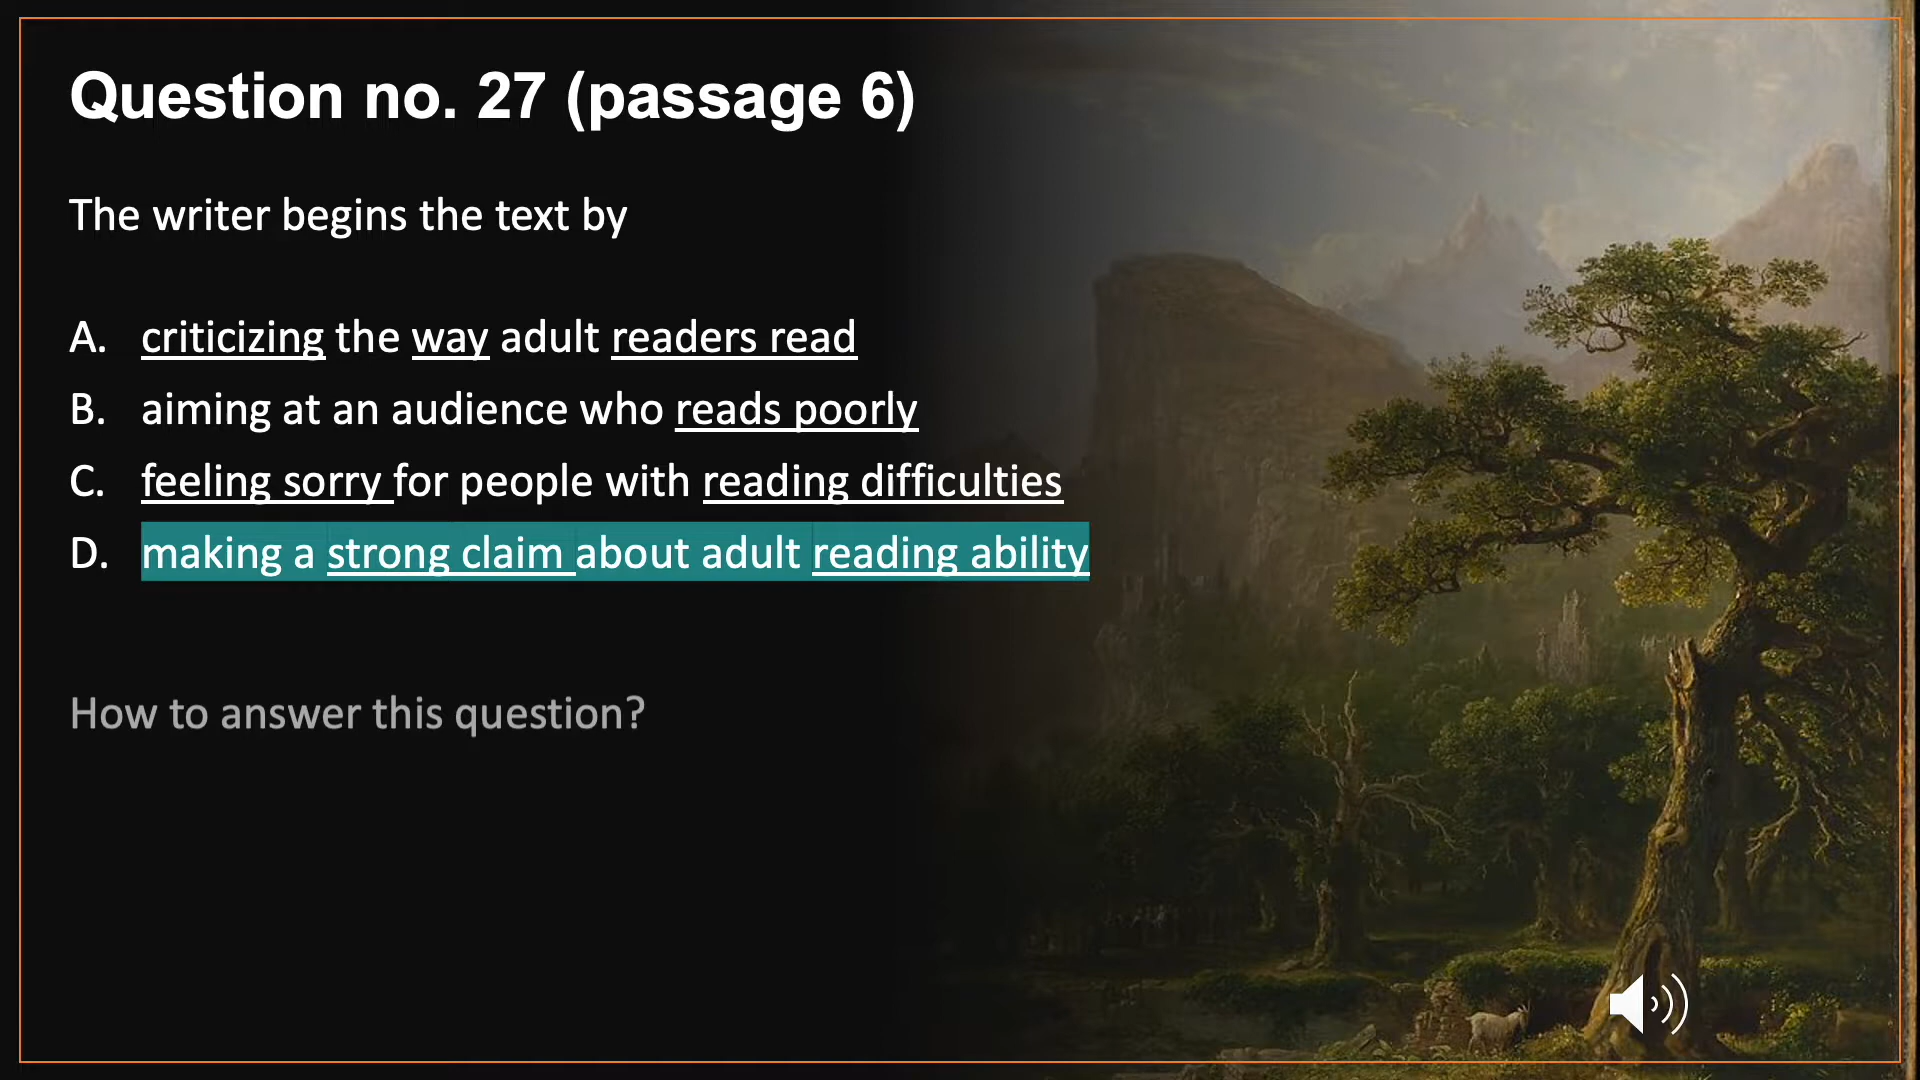 Question no. 27 (passage 6)
The writer begins the text by
A. criticizing the way adult readers read
B. aiming at an audience who reads poorly
C. feeling sorry for people with reading difficulties
D. making a strong claim about adult reading ability
How to answer this question?